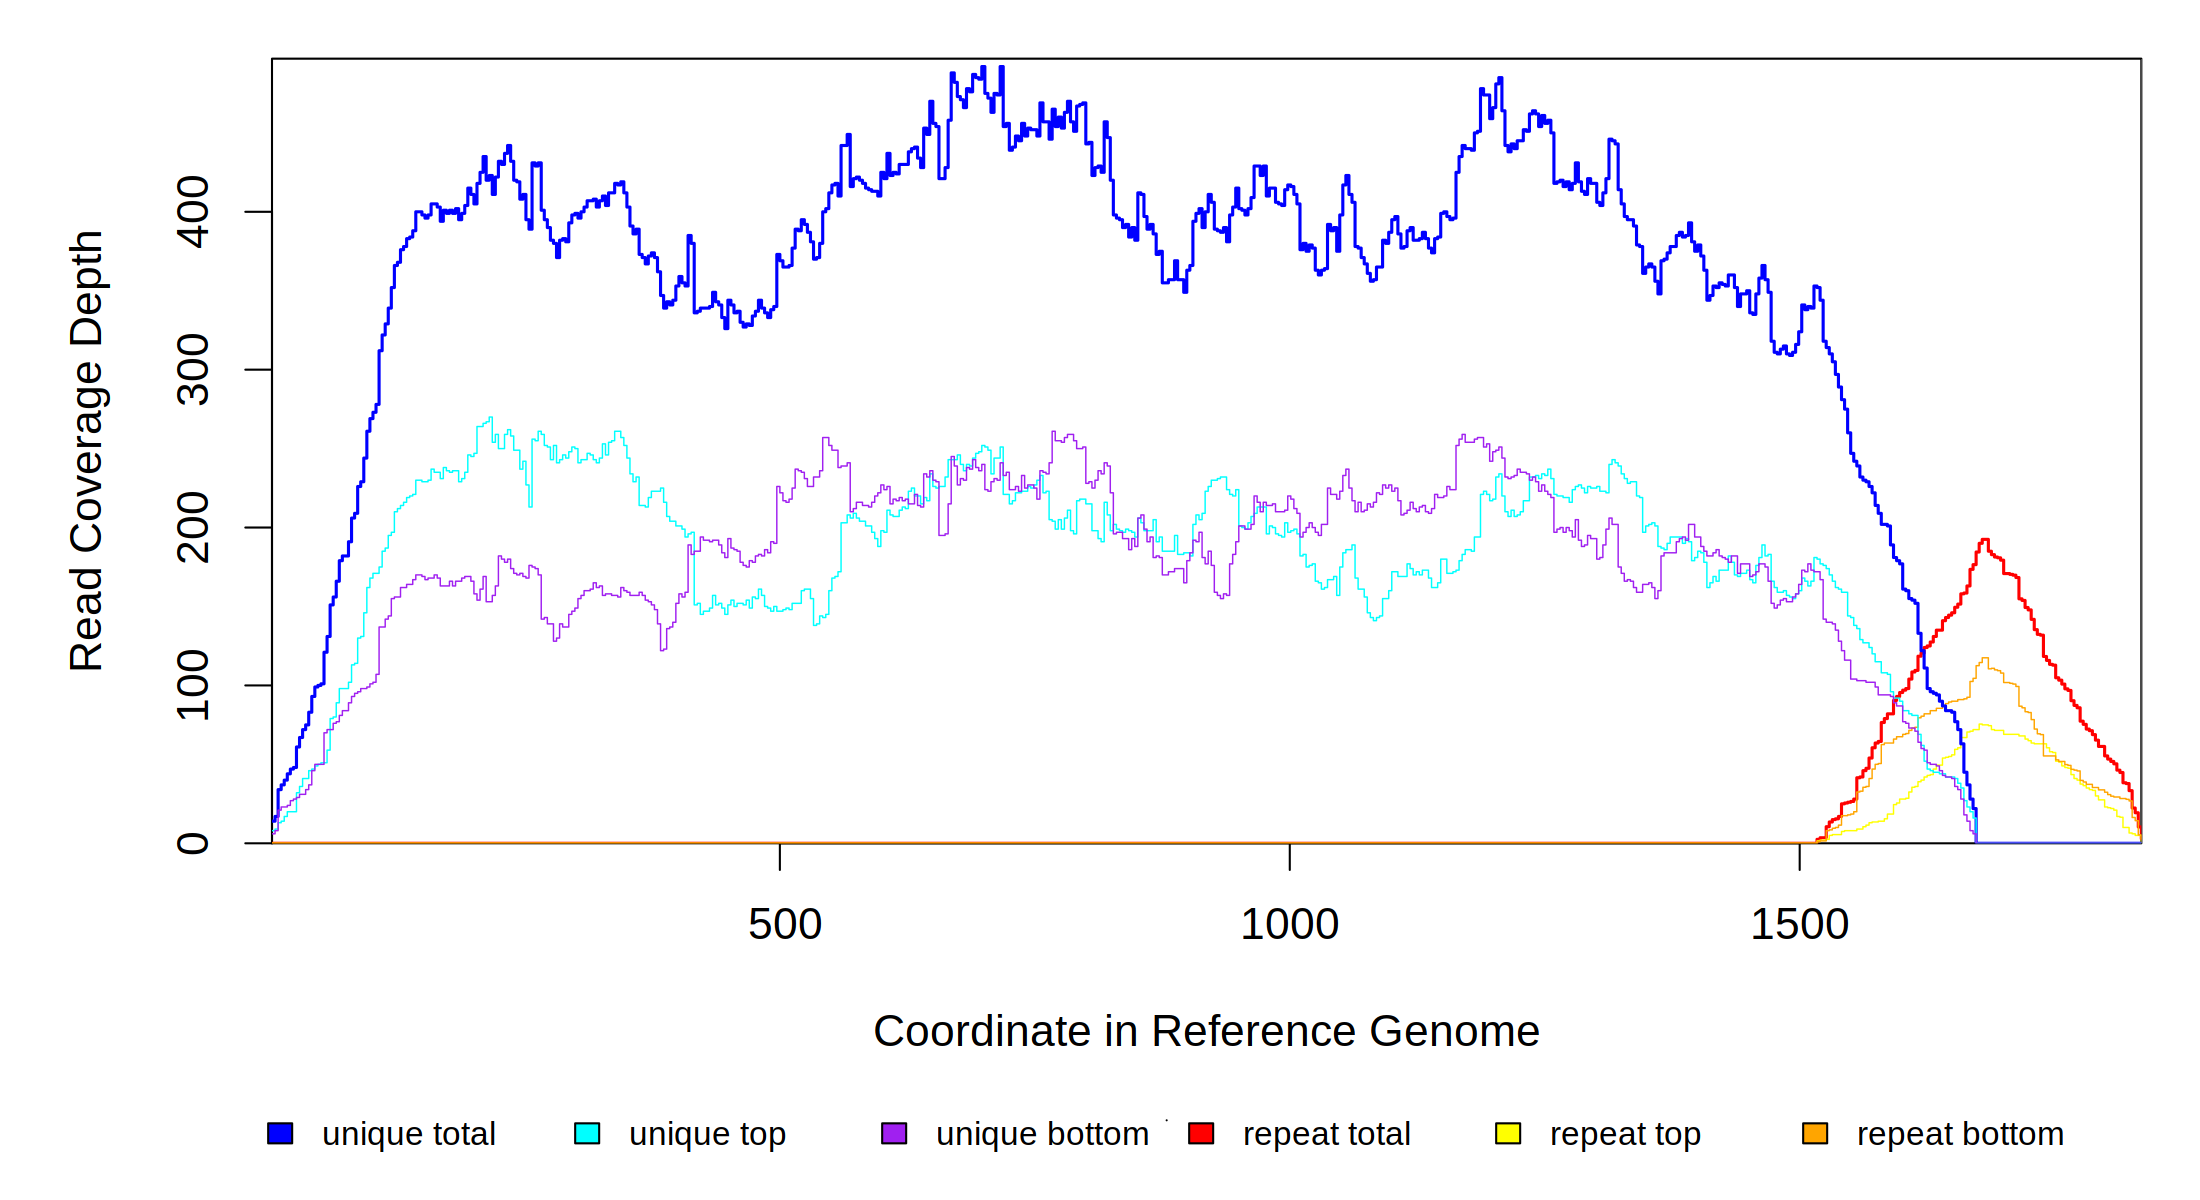 Read Coverage Depth
400
300
200
100
0
500 1000 1500
Coordinate in Reference Genome
unique total unique top unique bottom repeat total repeat top repeat bottom